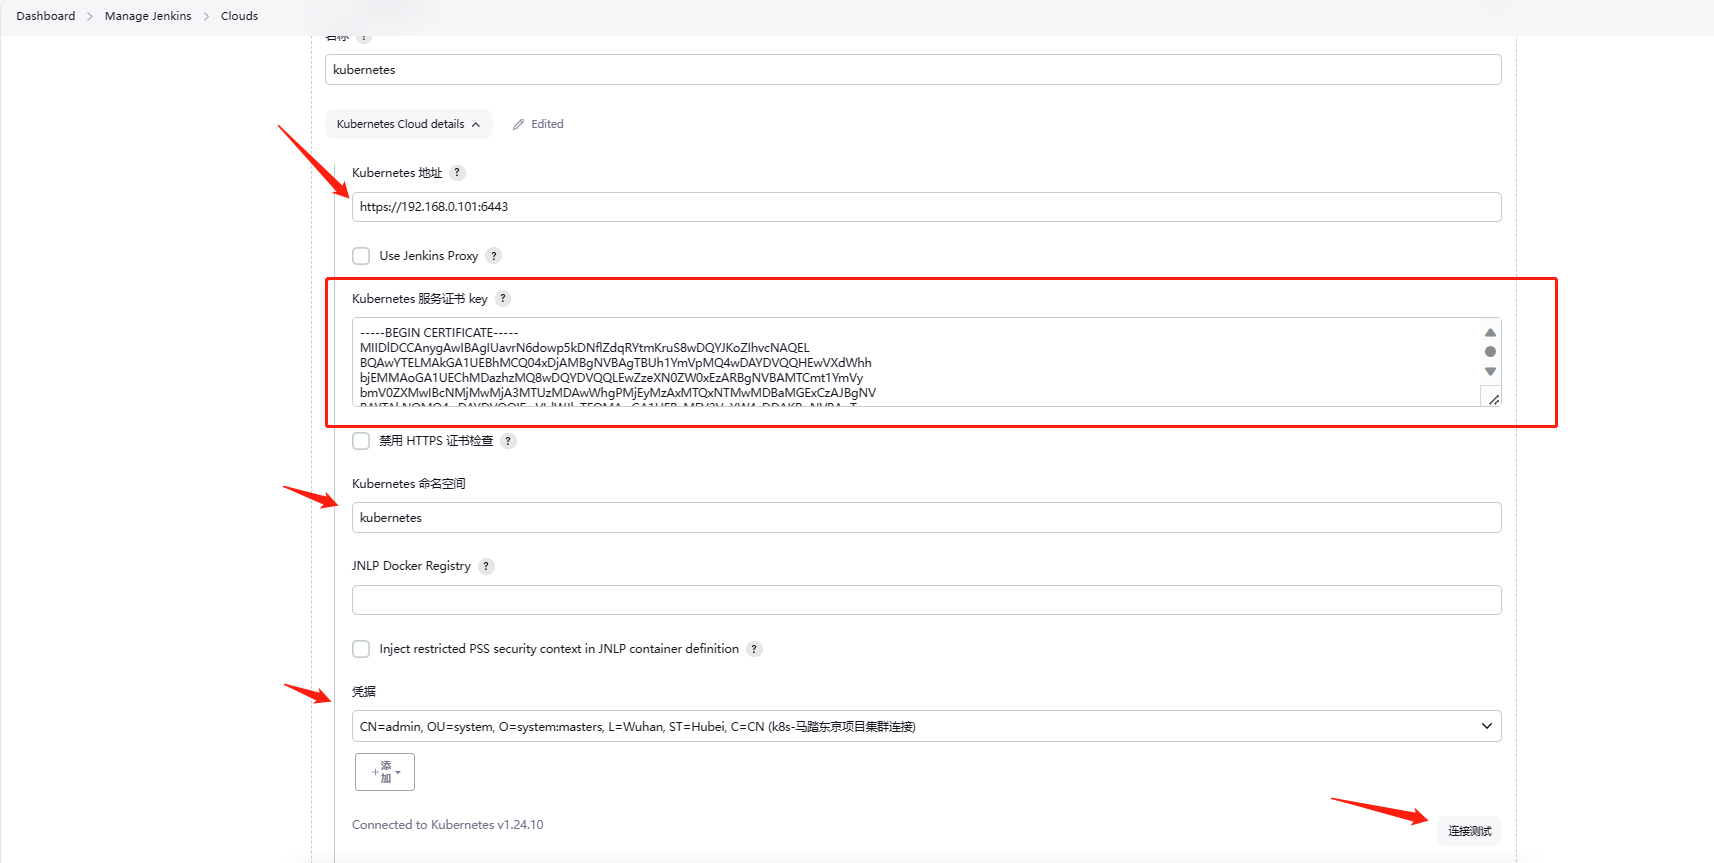 Dashboard > Manage Jenkins > Clouds
名称 ?
kubernetes
Kubernetes Cloud details Edited
Kubernetes 地址 ?
https://192.168.0.101:6443
Use Jenkins Proxy ?
Kubernetes 服务证书 key ?
-----BEGIN CERTIFICATE-----
MIIDlDCCAnygAwIBAgIUavrN6dowp5kDNflZdqRYtmKruS8wDQYJKoZIhvcNAQEL
BQAwYTELMAkGA1UEBhMCQ04xDjAMBgNVBAgTBUh1YmVpMQ4wDAYDVQQHEwVXdWhh
bjEMMAoGA1UEChMDazhzMQ8wDQYDVQQLEwZzeXN0ZW0xEzARBgNVBAMTCmt1YmVy
bmV0ZXMwIBcNMjMwMjA3MTUzMDAwWhgPMjEyMzAxMTQxNTMwMDBaMGExCzAJBgNV
禁用 HTTPS 证书检查 ?
Kubernetes 命名空间
kubernetes
JNLP Docker Registry ?
Inject restricted PSS security context in JNLP container definition ?
凭据
CN=admin, OU=system, O=system:masters, L=Wuhan, ST=Hubei, C=CN (k8s-马踏东京项目集群连接)
+添加
Connected to Kubernetes v1.24.10
连接测试